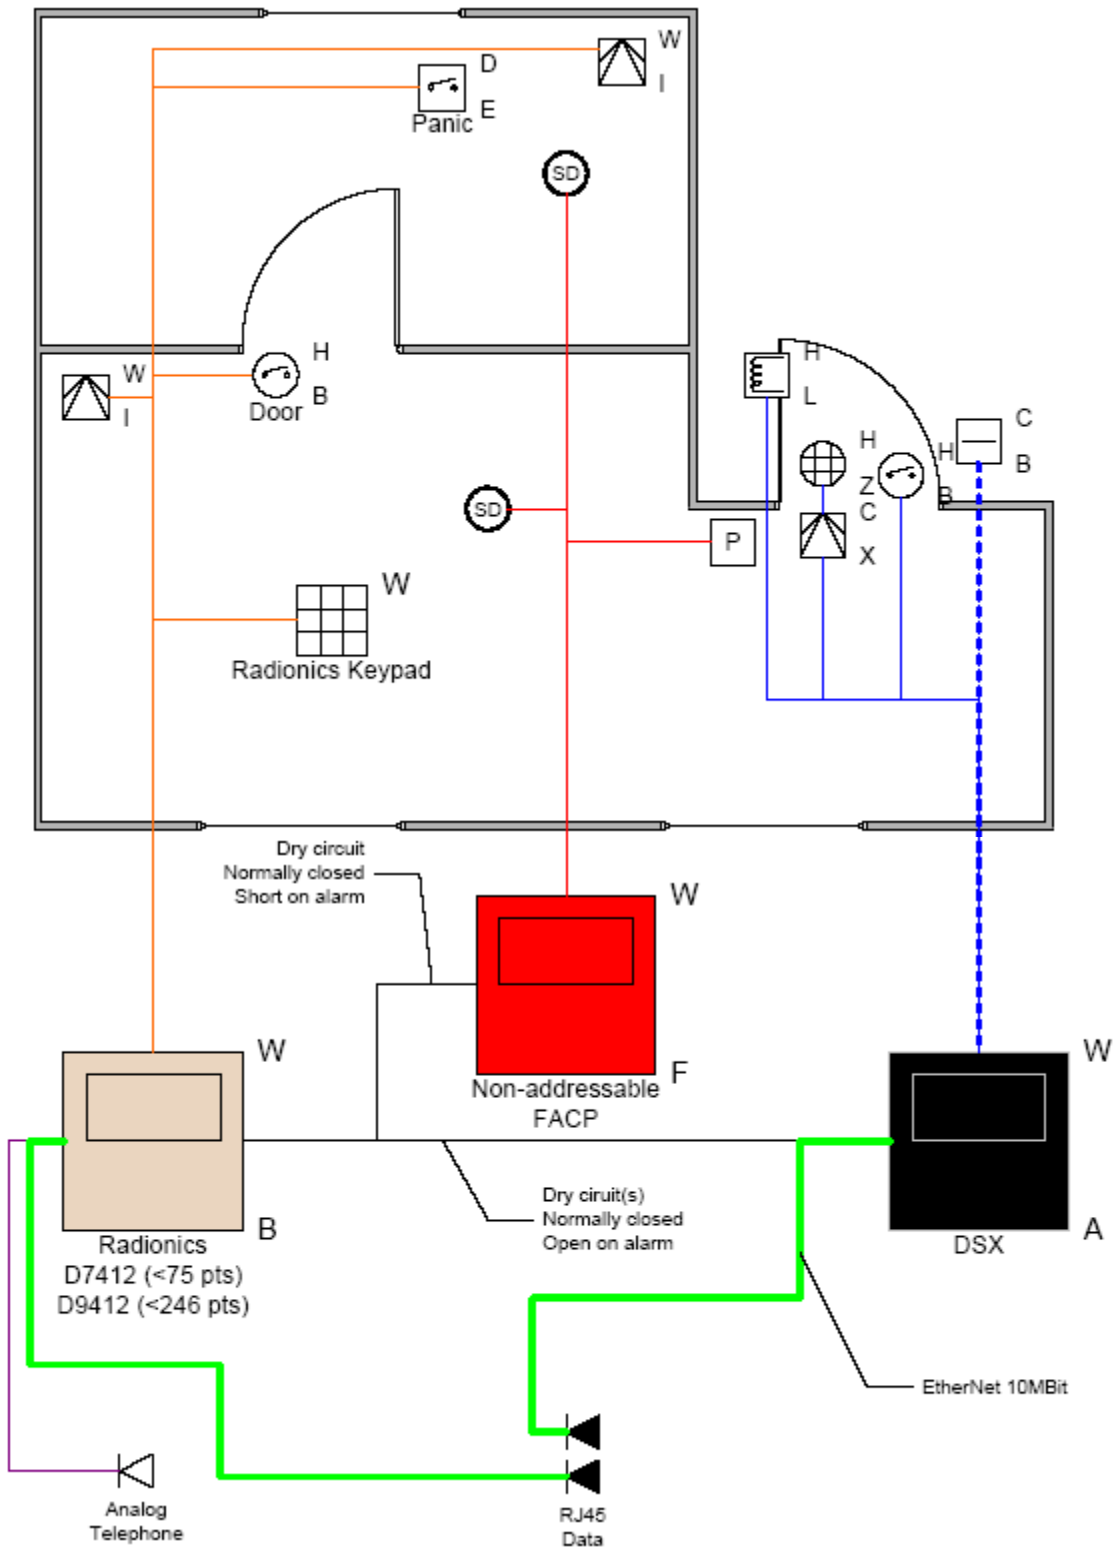 W
I
D
E
Panic
SD
W
I
H
B
Door
H
L
H
Z
H
B
C
B
C
X
SD
P
W
Radionics Keypad
Dry circuit
Normally closed
Short on alarm
W
F
Non-addressable
FACP
W
B
Radionics
D7412 (<75 pts)
D9412 (<246 pts)
W
A
DSX
Dry ciruit(s)
Normally closed
Open on alarm
EtherNet 10MBit
Analog
Telephone
RJ45
Data